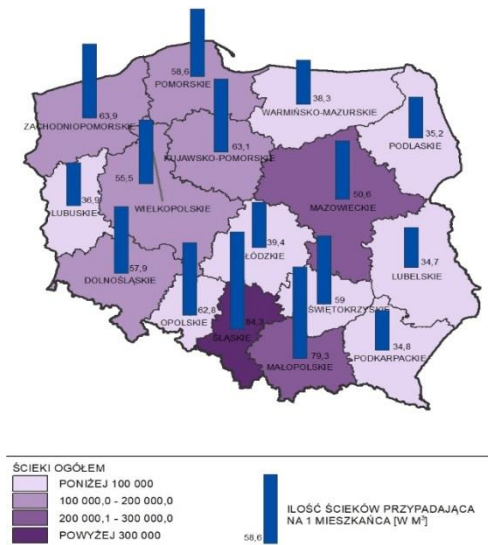 58,6
POMORSKIE
38,3
WARMIŃSKO-MAZURSKIE
63,9
ZACHODNIOPOMORSKIE
35,2
PODLASKIE
63,1
KUJAWSKO-POMORSKIE
55,5
WIELKOPOLSKIE
50,6
MAZOWIECKIE
36,9
LUBUSKIE
39,4
ŁÓDZKIE
34,7
LUBELSKIE
57,9
DOLNOŚLĄSKIE
62,8
OPOLSKIE
84,3
ŚLĄSKIE
59
ŚWIĘTOKRZYSKIE
79,3
MAŁOPOLSKIE
34,8
PODKARPACKIE
ŚCIEKI OGÓŁEM
PONIŻEJ 100 000
100 000,0 - 200 000,0
200 000,1 - 300 000,0
POWYŻEJ 300 000
58,6
ILOŚĆ ŚCIEKÓW PRZYPADAJĄCA
NA 1 MIESZKAŃCA [W M³]